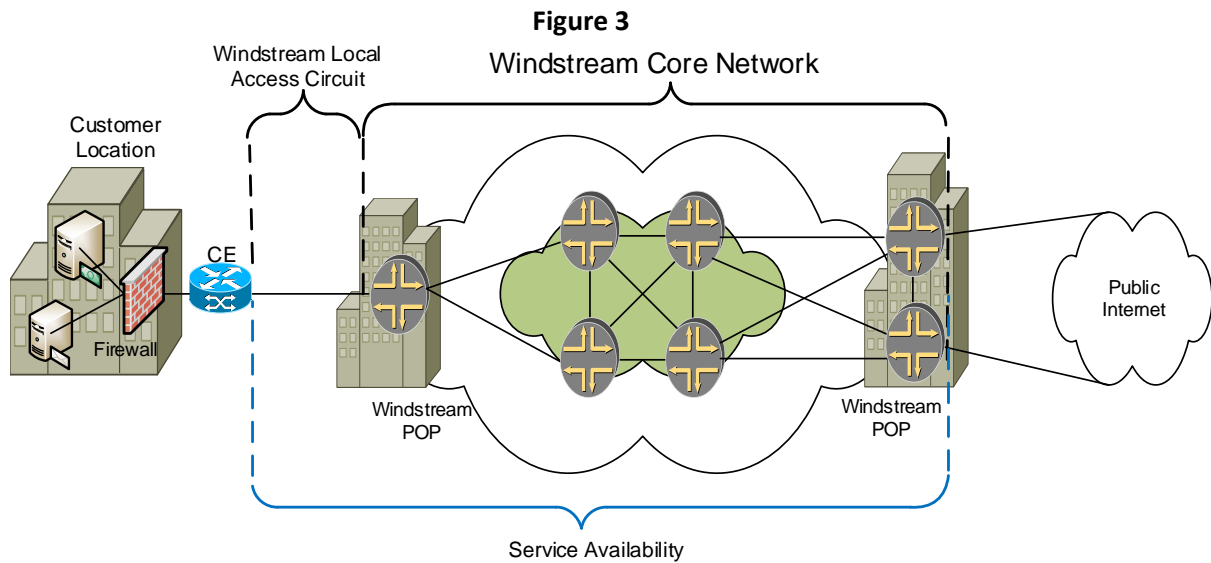 Figure 3
Windstream Local
Access Circuit
Windstream Core Network
Customer
Location
CE
Firewall
Windstream
POP
Windstream
POP
Public
Internet
Service Availability